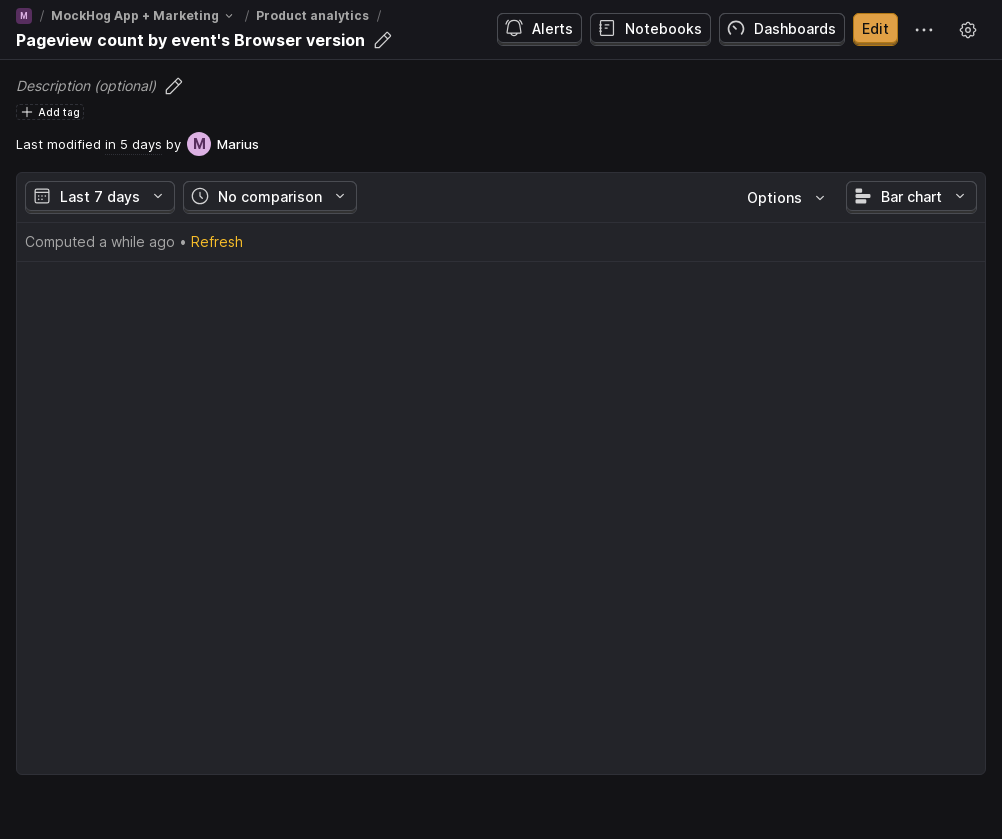 M / MockHog App + Marketing / Product analytics /
Pageview count by event's Browser version
Alerts
Notebooks
Dashboards
Edit
Description (optional)
Add tag
Last modified in 5 days by M Marius
Last 7 days
No comparison
Options
Bar chart
Computed a while ago • Refresh